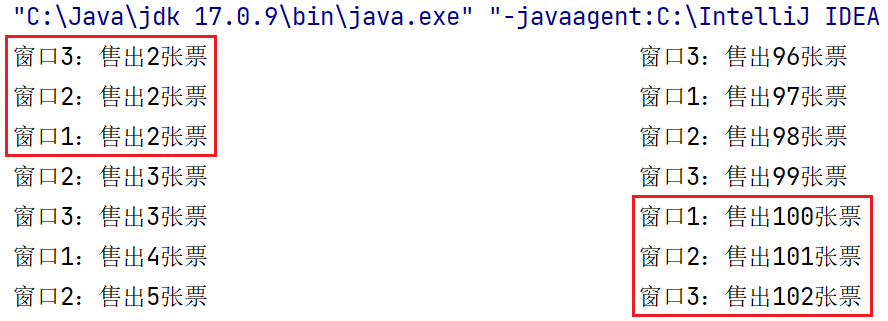 "C:\Java\jdk 17.0.9\bin\java.exe" "-javaagent:C:\IntelliJ IDEA
窗口3：售出2张票
窗口2：售出2张票
窗口1：售出2张票
窗口2：售出3张票
窗口3：售出3张票
窗口1：售出4张票
窗口2：售出5张票
窗口3：售出96张票
窗口1：售出97张票
窗口2：售出98张票
窗口3：售出99张票
窗口1：售出100张票
窗口2：售出101张票
窗口3：售出102张票